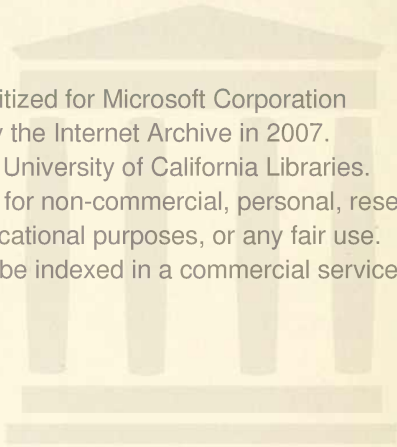 itized for Microsoft Corporation
the Internet Archive in 2007.
University of California Libraries.
for non-commercial, personal, rese
cational purposes, or any fair use.
be indexed in a commercial service